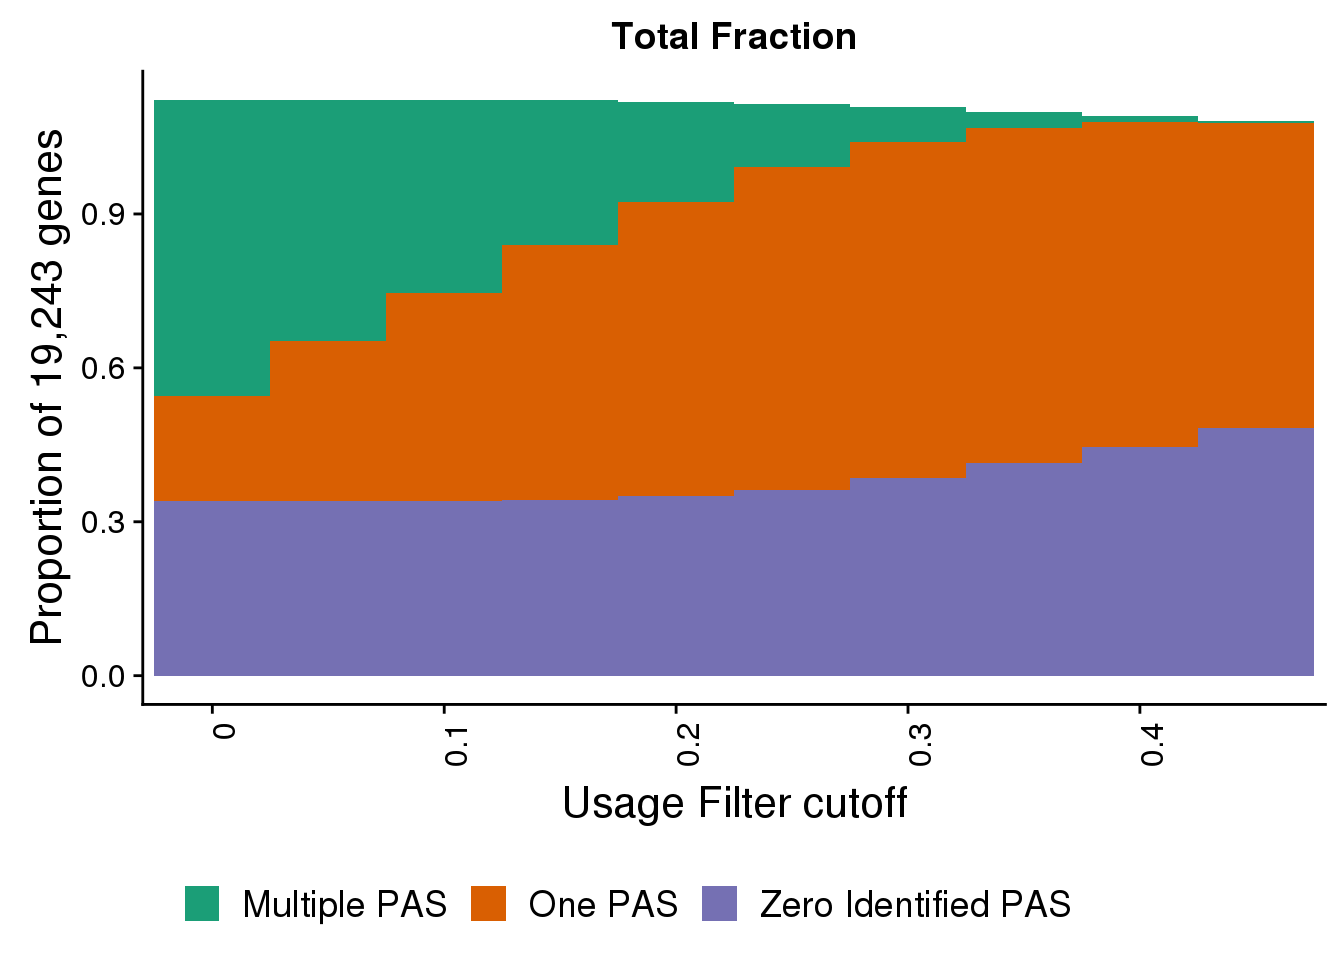 Total Fraction
Proportion of 19,243 genes
0.9
0.6
0.3
0.0
0
0.1
0.2
0.3
0.4
Usage Filter cutoff
Multiple PAS
One PAS
Zero Identified PAS